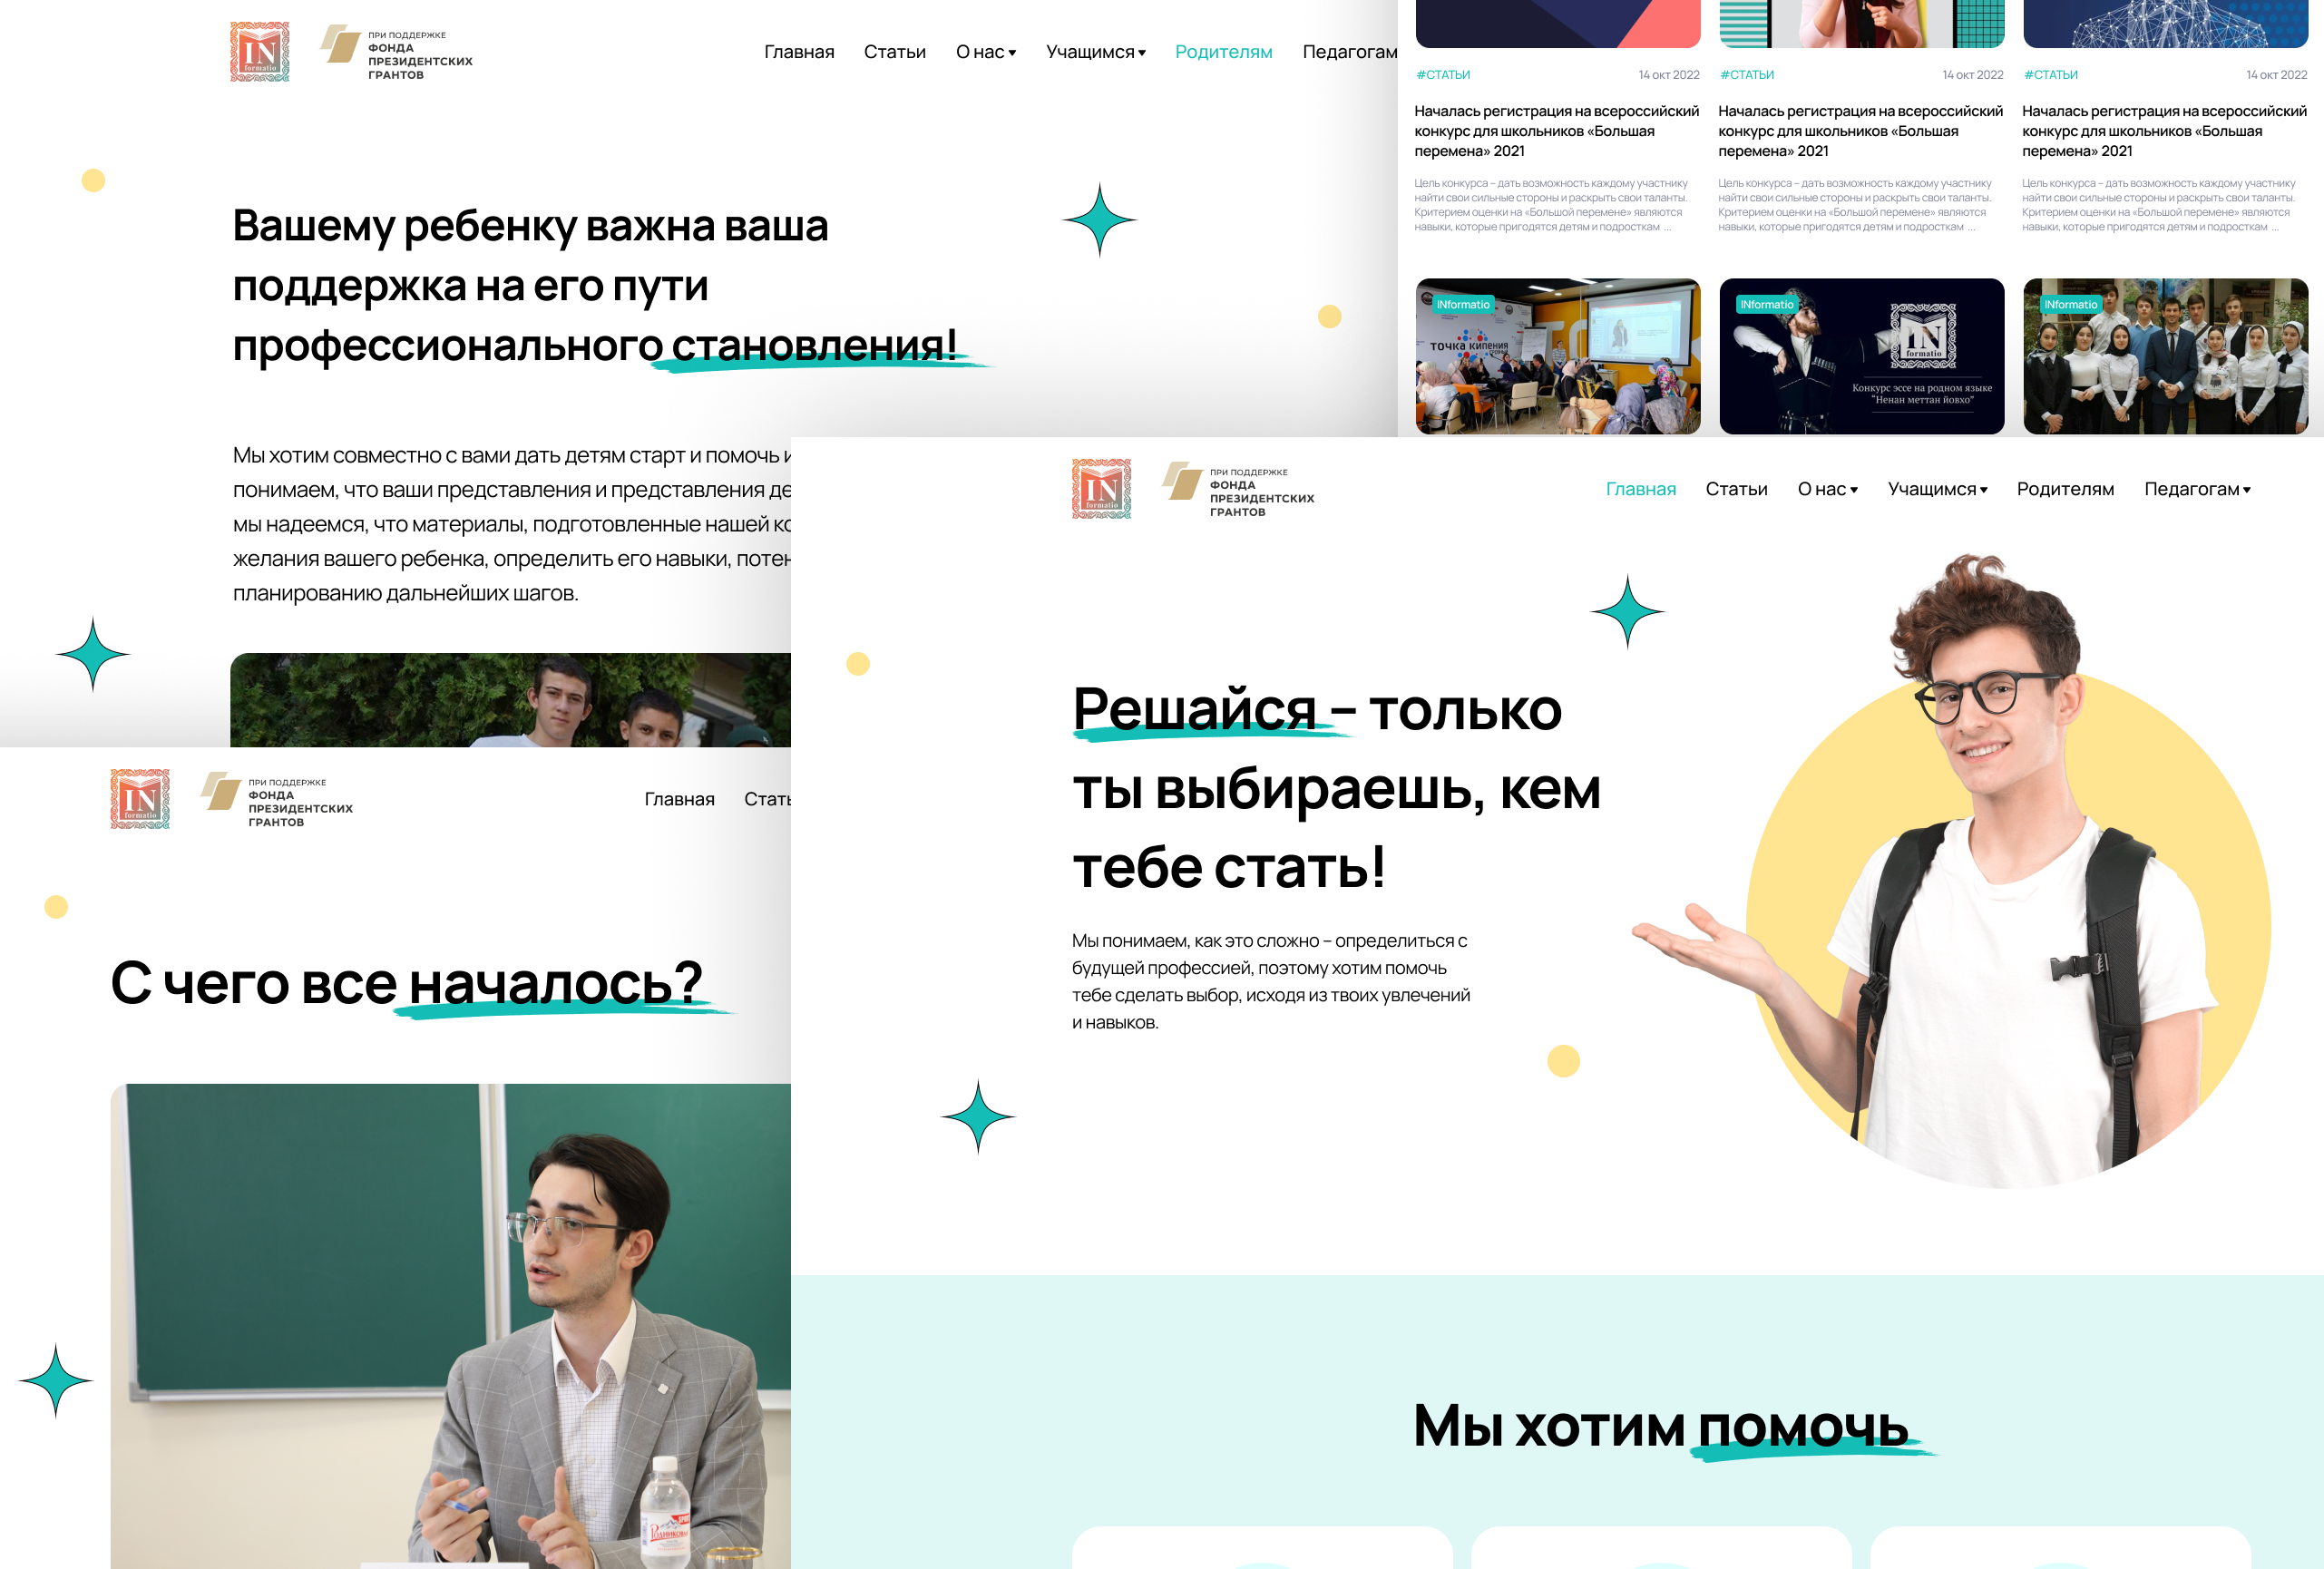 IN
formatio
ПРИ ПОДДЕРЖКЕ
ФОНДА
ПРЕЗИДЕНТСКИХ
ГРАНТОВ
Главная Статьи О нас Учащимся Родителям Педагогам
Вашему ребенку важна ваша
поддержка на его пути
профессионального становления!
Мы хотим совместно с вами дать детям старт и помочь
понимаем, что ваши представления и представления
мы надеемся, что материалы, подготовленные нашей
желания вашего ребенка, определить его навыки,
планированию дальнейших шагов.
#СТАТЬИ 14 окт 2022
Началась регистрация на всероссийский
конкурс для школьников «Большая
перемена» 2021
Цель конкурса – дать возможность каждому участнику
найти свои сильные стороны и раскрыть свои таланты.
Критерием оценки на «Большой перемене» являются
навыки, которые пригодятся детям и подросткам ...
#СТАТЬИ 14 окт 2022
Началась регистрация на всероссийский
конкурс для школьников «Большая
перемена» 2021
Цель конкурса – дать возможность каждому участнику
найти свои сильные стороны и раскрыть свои таланты.
Критерием оценки на «Большой перемене» являются
навыки, которые пригодятся детям и подросткам ...
#СТАТЬИ 14 окт 2022
Началась регистрация на всероссийский
конкурс для школьников «Большая
перемена» 2021
Цель конкурса – дать возможность каждому участнику
найти свои сильные стороны и раскрыть свои таланты.
Критерием оценки на «Большой перемене» являются
навыки, которые пригодятся детям и подросткам ...
INformatio
точка кипения
INformatio
IN
formatio
Конкурс эссе на родном языке
"Ненан меттан йовхо"
INformatio
IN
formatio
ПРИ ПОДДЕРЖКЕ
ФОНДА
ПРЕЗИДЕНТСКИХ
ГРАНТОВ
Главная Статьи О нас Учащимся Родителям Педагогам
Решайся – только
ты выбираешь, кем
тебе стать!
Мы понимаем, как это сложно – определиться с
будущей профессией, поэтому хотим помочь
тебе сделать выбор, исходя из твоих увлечений
и навыков.
Мы хотим помочь
IN
formatio
ПРИ ПОДДЕРЖКЕ
ФОНДА
ПРЕЗИДЕНТСКИХ
ГРАНТОВ
Главная
С чего все началось?
Родниковая